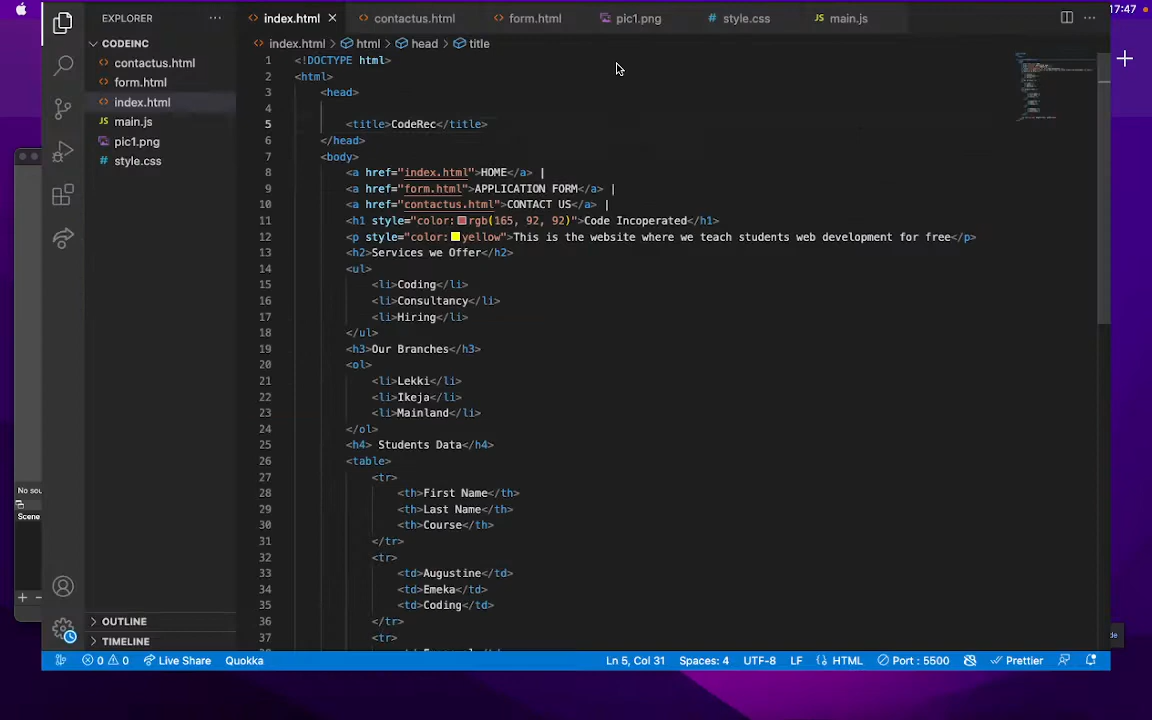 17:47
EXPLORER ··· index.html contactus.html form.html pic1.png style.css main.js
CODEINC
contactus.html
form.html
index.html
main.js
pic1.png
style.css
index.html > html > head > title
1 <!DOCTYPE html>
2 <html>
3 <head>
4
5 <title>CodeRec</title>
6 </head>
7 <body>
8 <a href="index.html">HOME</a> |
9 <a href="form.html">APPLICATION FORM</a> |
10 <a href="contactus.html">CONTACT US</a> |
11 <h1 style="color:rgb(165, 92, 92)">Code Incoperated</h1>
12 <p style="color:yellow">This is the website where we teach students web development for free</p>
13 <h2>Services we Offer</h2>
14 <ul>
15 <li>Coding</li>
16 <li>Consultancy</li>
17 <li>Hiring</li>
18 </ul>
19 <h3>Our Branches</h3>
20 <ol>
21 <li>Lekki</li>
22 <li>Ikeja</li>
23 <li>Mainland</li>
24 </ol>
25 <h4> Students Data</h4>
26 <table>
27 <tr>
28 <th>First Name</th>
29 <th>Last Name</th>
30 <th>Course</th>
31 </tr>
32 <tr>
33 <td>Augustine</td>
34 <td>Emeka</td>
35 <td>Coding</td>
36 </tr>
37 <tr>
No sou
Scene
OUTLINE
TIMELINE
0 0 Live Share Quokka Ln 5, Col 31 Spaces: 4 UTF-8 LF HTML Port : 5500 Prettier
de